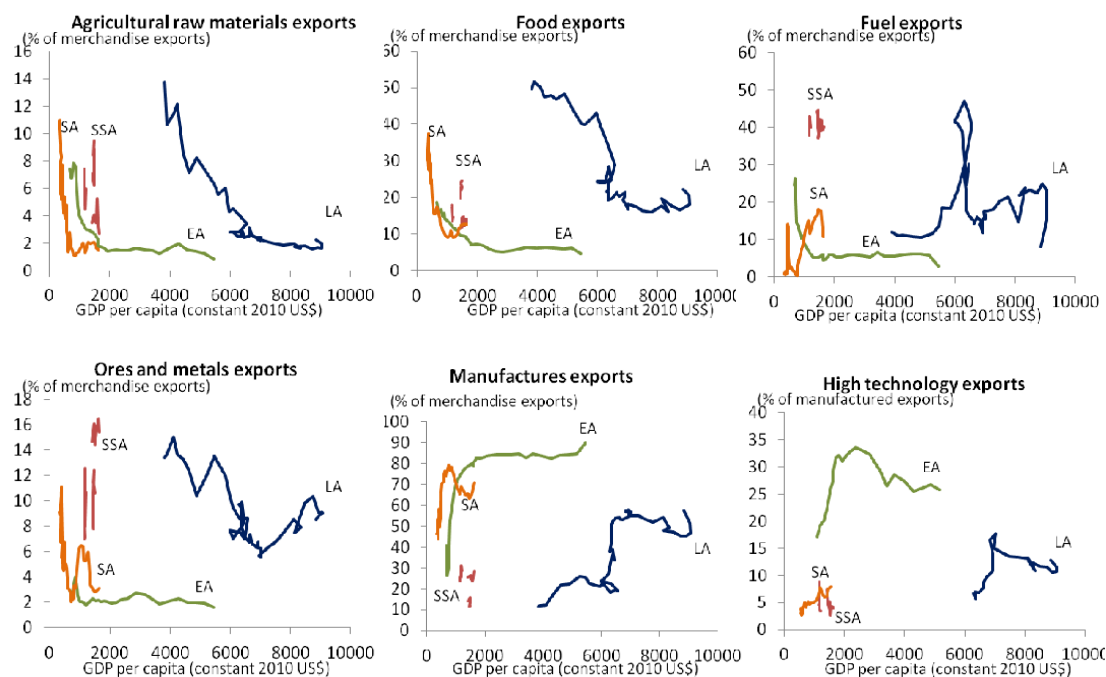 Agricultural raw materials exports
(% of merchandise exports)
16
14
12
10
8
6
4
2
0
SA
SSA
LA
EA
0 2000 4000 6000 8000 10000
GDP per capita (constant 2010 US$)
Food exports
(% of merchandise exports)
60
50
40
30
20
10
0
SA
SSA
LA
EA
0 2000 4000 6000 8000 10000
GDP per capita (constant 2010 US$)
Fuel exports
(% of merchandise exports)
60
50
40
30
20
10
0
SSA
LA
SA
EA
0 2000 4000 6000 8000 10000
GDP per capita (constant 2010 US$)
Ores and metals exports
(% of merchandise exports)
18
16
14
12
10
8
6
4
2
0
SSA
LA
SA
EA
0 2000 4000 6000 8000 10000
GDP per capita (constant 2010 US$)
Manufactures exports
(% of merchandise exports)
100
90
80
70
60
50
40
30
20
10
0
EA
SA
LA
SSA
0 2000 4000 6000 8000 10000
GDP per capita (constant 2010 US$)
High technology exports
(% of manufactured exports)
40
35
30
25
20
15
10
5
0
EA
LA
SA
SSA
0 2000 4000 6000 8000 10000
GDP per capita (constant 2010 US$)